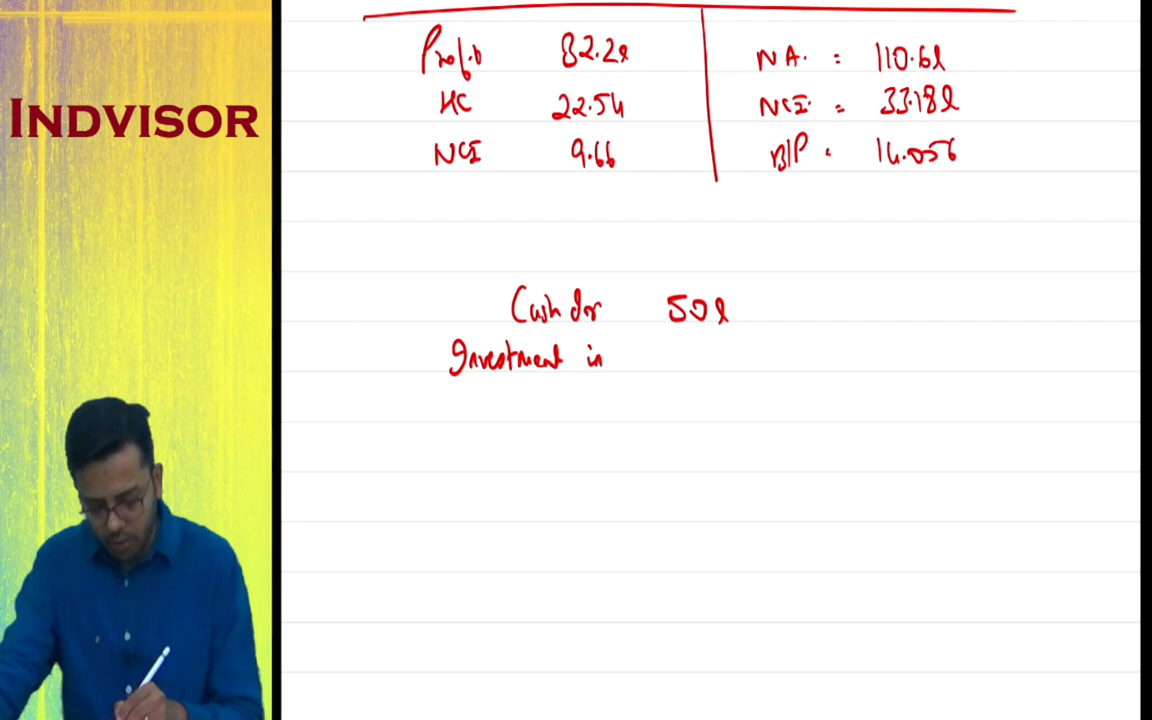 INDVISOR
Profit 82.2l NA. = 110.6l
HC 22.54 NCI = 33.18l
NCI 9.66 B/P = 14.056
Cash Dr 50l
Investment in